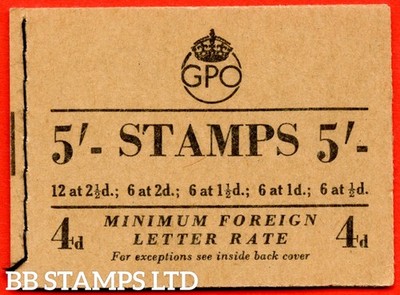 GPO
5/- STAMPS 5/-
12 at 2½d.; 6 at 2d.; 6 at 1½d.; 6 at 1d.; 6 at ½d.
4d MINIMUM FOREIGN 4d
LETTER RATE
For exceptions see inside back cover
BB STAMPS LTD